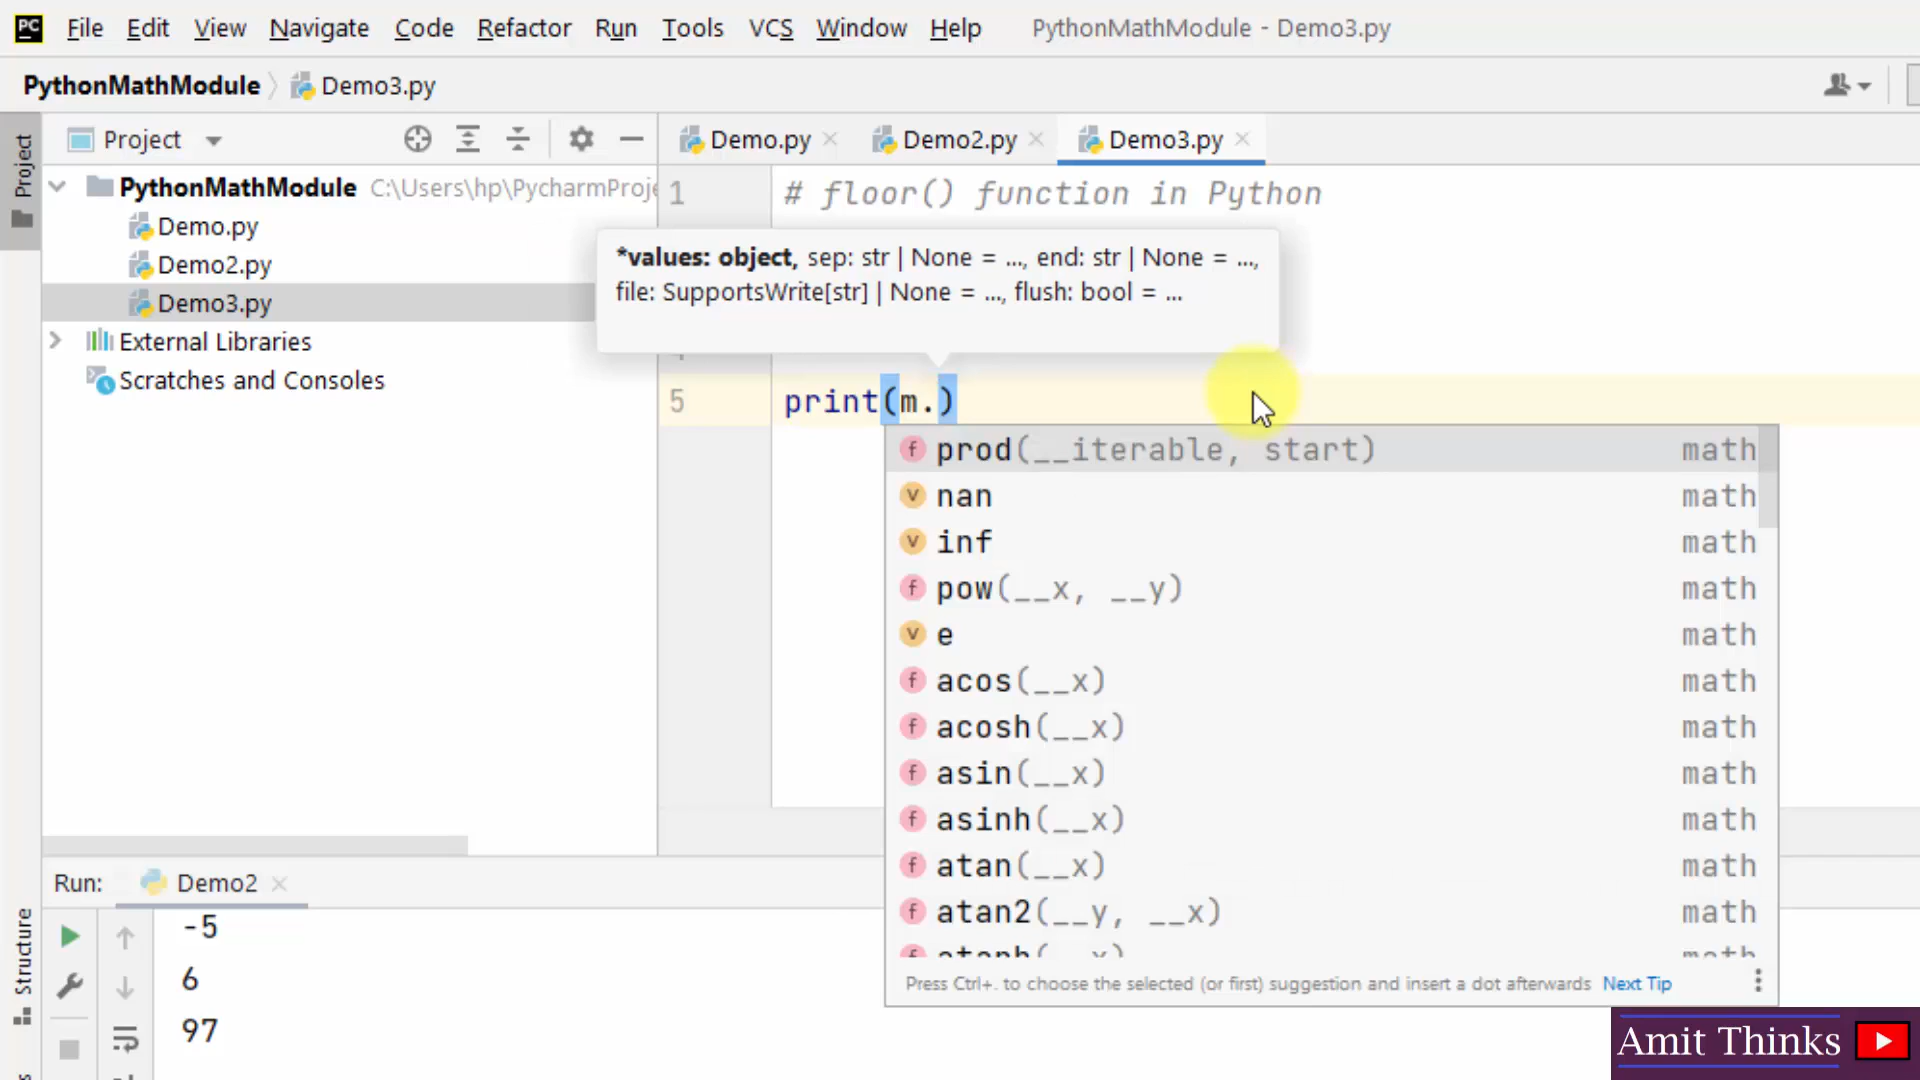 PC File Edit View Navigate Code Refactor Run Tools VCS Window Help PythonMathModule - Demo3.py
PythonMathModule Demo3.py
Project
Project
Demo.py Demo2.py Demo3.py
PythonMathModule C:\Users\hp\PycharmProje
Demo.py
Demo2.py
Demo3.py
External Libraries
Scratches and Consoles
1 # floor() function in Python
*values: object, sep: str | None = ..., end: str | None = ...,
file: SupportsWrite[str] | None = ..., flush: bool = ...
5 print(m.)
f prod(__iterable, start) math
v nan math
v inf math
f pow(__x, __y) math
v e math
f acos(__x) math
f acosh(__x) math
f asin(__x) math
f asinh(__x) math
f atan(__x) math
f atan2(__y, __x) math
Press Ctrl+. to choose the selected (or first) suggestion and insert a dot afterwards Next Tip
Run: Demo2
-5
6
97
Structure
Amit Thinks